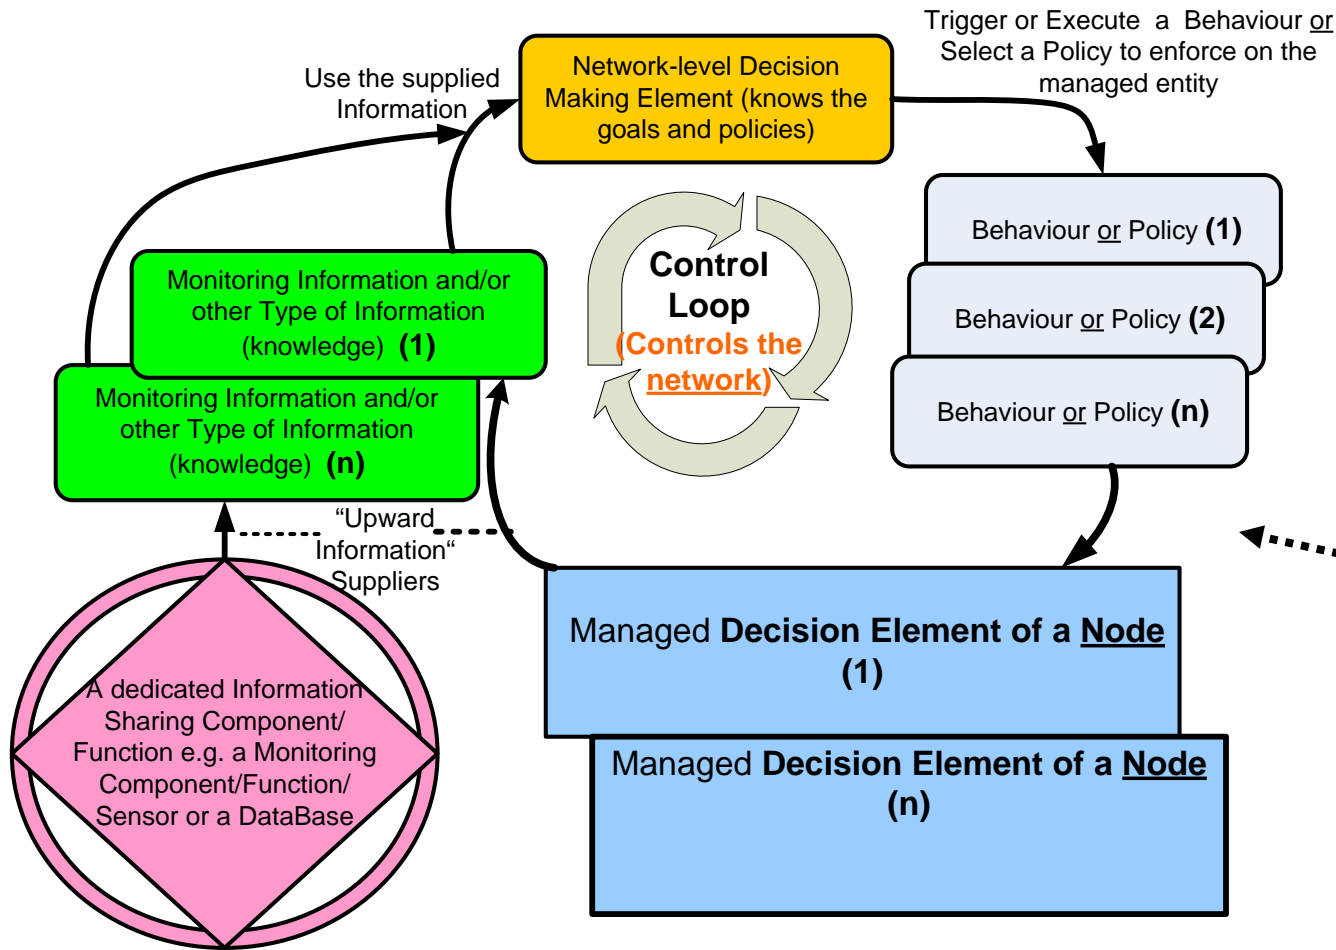 Trigger or Execute a Behaviour or
Select a Policy to enforce on the
managed entity
Use the supplied
Information
Network-level Decision
Making Element (knows the
goals and policies)
Behaviour or Policy (1)
Behaviour or Policy (2)
Behaviour or Policy (n)
Control
Loop
(Controls the
network)
Monitoring Information and/or
other Type of Information
(knowledge) (1)
Monitoring Information and/or
other Type of Information
(knowledge) (n)
“Upward
Information“
Suppliers
Managed Decision Element of a Node
(1)
Managed Decision Element of a Node
(n)
A dedicated Information
Sharing Component/
Function e.g. a Monitoring
Component/Function/
Sensor or a DataBase